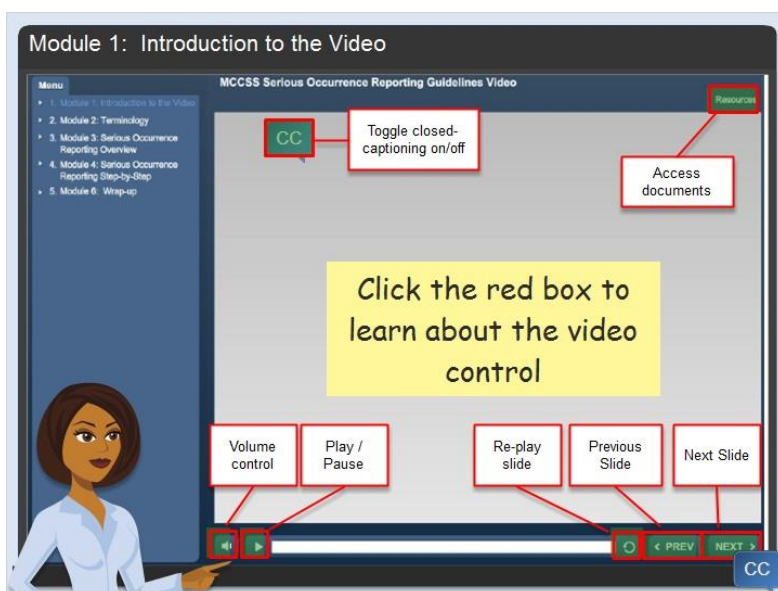 Module 1: Introduction to the Video
Menu
MCCSS Serious Occurrence Reporting Guidelines Video
Resources
1. Module 1: Introduction to the Video
2. Module 2: Terminology
3. Module 3: Serious Occurrence
Reporting Overview
4. Module 4: Serious Occurrence
Reporting Step-by-Step
5. Module 6: Wrap-up
CC
Toggle closed-
captioning on/off
Access
documents
Click the red box to
learn about the video
control
Volume
control
Play /
Pause
Re-play
slide
Previous
Slide
Next Slide
< PREV
NEXT >
CC